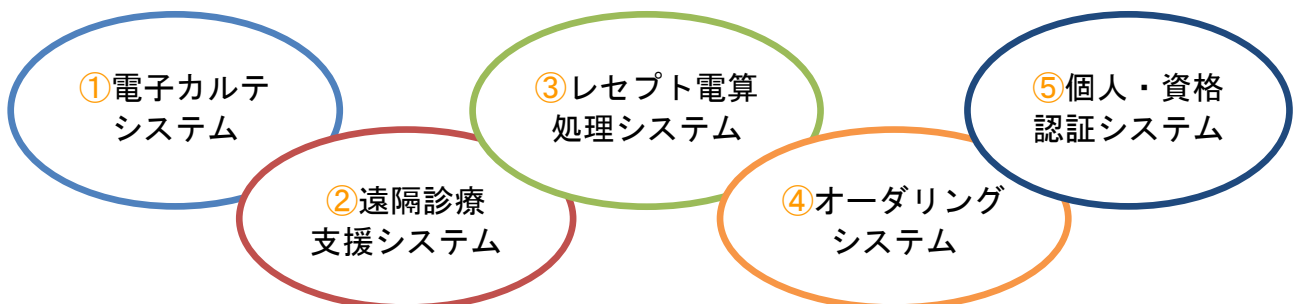 ①電子カルテ
システム
②遠隔診療
支援システム
③レセプト電算
処理システム
④オーダリング
システム
⑤個人・資格
認証システム